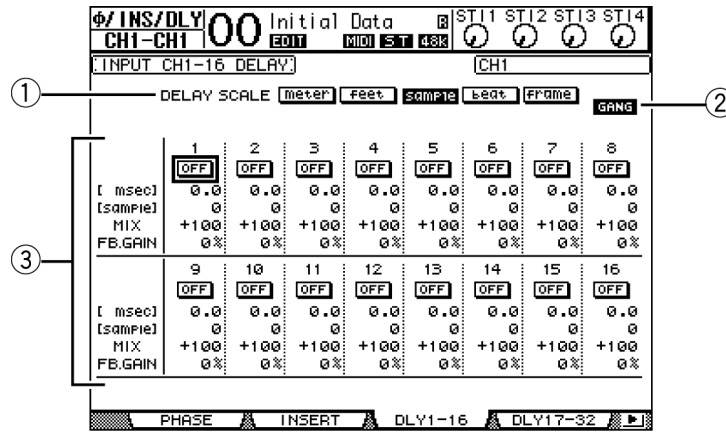 Φ/INS/DLY 00 Initial Data R ST11 ST12 ST13 ST14
CH1-CH1 EDIT MIDI ST 48k
INPUT CH1-16 DELAY CH1
1 DELAY SCALE meter feet sample beat frame 2
GANG
1 2 3 4 5 6 7 8
OFF OFF OFF OFF OFF OFF OFF OFF
[ msec] 0.0 0.0 0.0 0.0 0.0 0.0 0.0 0.0
[sample] 0 0 0 0 0 0 0 0
MIX +100 +100 +100 +100 +100 +100 +100 +100
FB.GAIN 0% 0% 0% 0% 0% 0% 0% 0%
3
9 10 11 12 13 14 15 16
OFF OFF OFF OFF OFF OFF OFF OFF
[ msec] 0.0 0.0 0.0 0.0 0.0 0.0 0.0 0.0
[sample] 0 0 0 0 0 0 0 0
MIX +100 +100 +100 +100 +100 +100 +100 +100
FB.GAIN 0% 0% 0% 0% 0% 0% 0% 0%
PHASE INSERT DLY1-16 DLY17-32